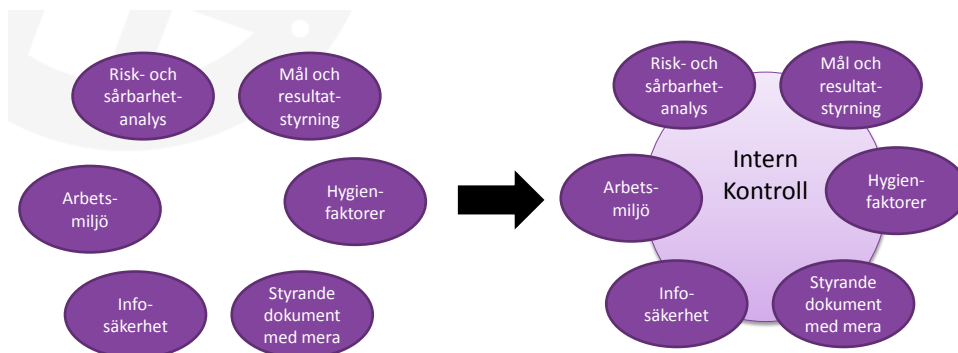 Risk- och
sårbarhet-
analys
Mål och
resultat-
styrning
Arbets-
miljö
Hygien-
faktorer
Info-
säkerhet
Styrande
dokument
med mera
Risk- och
sårbarhet-
analys
Mål och
resultat-
styrning
Intern
Kontroll
Arbets-
miljö
Hygien-
faktorer
Info-
säkerhet
Styrande
dokument
med mera